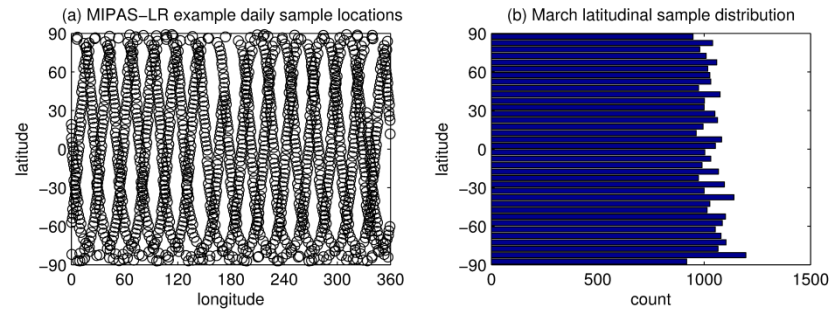 (a) MIPAS-LR example daily sample locations
90
60
30
0
−30
−60
−90
latitude
0 60 120 180 240 300 360
longitude
(b) March latitudinal sample distribution
90
60
30
0
−30
−60
−90
latitude
0 500 1000 1500
count